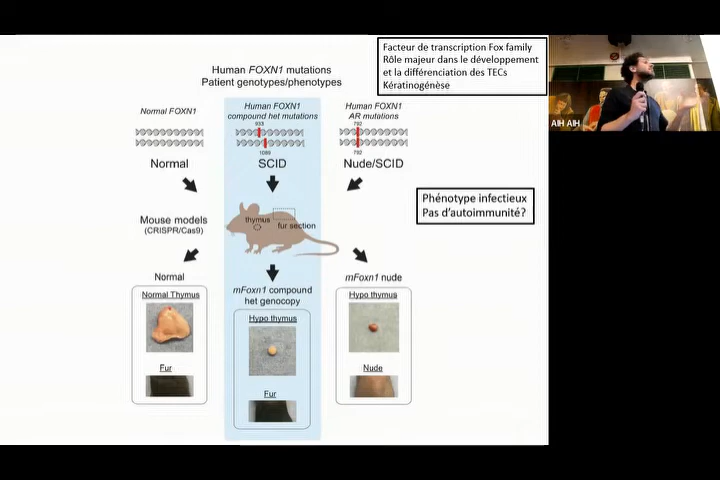 Facteur de transcription Fox family
Rôle majeur dans le développement
et la différenciation des TECs
Kératinogénèse
Human FOXN1 mutations
Patient genotypes/phenotypes
Normal FOXN1
Human FOXN1
compound het mutations
Human FOXN1
AR mutations
933
1089
792
792
Normal
SCID
Nude/SCID
Mouse models
(CRISPR/Cas9)
thymus
fur section
Phénotype infectieux
Pas d'autoimmunité?
Normal
mFoxn1 compound
het genocopy
mFoxn1 nude
Normal Thymus
Hypo thymus
Hypo thymus
Fur
Fur
Nude
AIH AIH